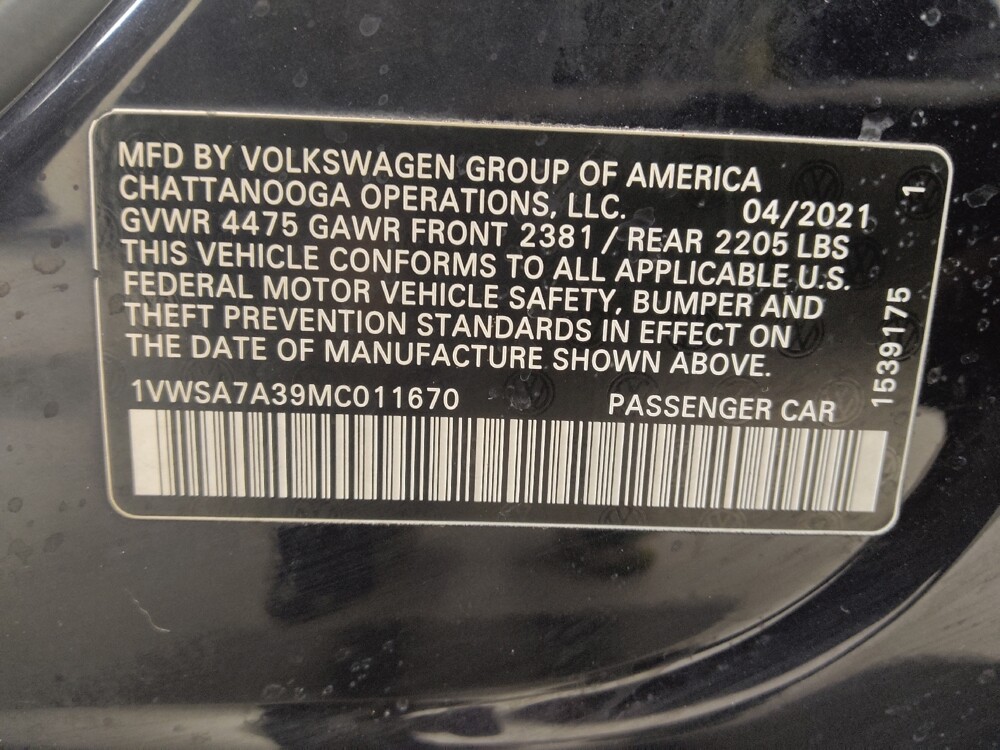 MFD BY VOLKSWAGEN GROUP OF AMERICA
CHATTANOOGA OPERATIONS, LLC. 04/2021 1
GVWR 4475 GAWR FRONT 2381 / REAR 2205 LBS
THIS VEHICLE CONFORMS TO ALL APPLICABLE U.S.
FEDERAL MOTOR VEHICLE SAFETY, BUMPER AND
THEFT PREVENTION STANDARDS IN EFFECT ON
THE DATE OF MANUFACTURE SHOWN ABOVE.
1VWSA7A39MC011670 PASSENGER CAR
1539175